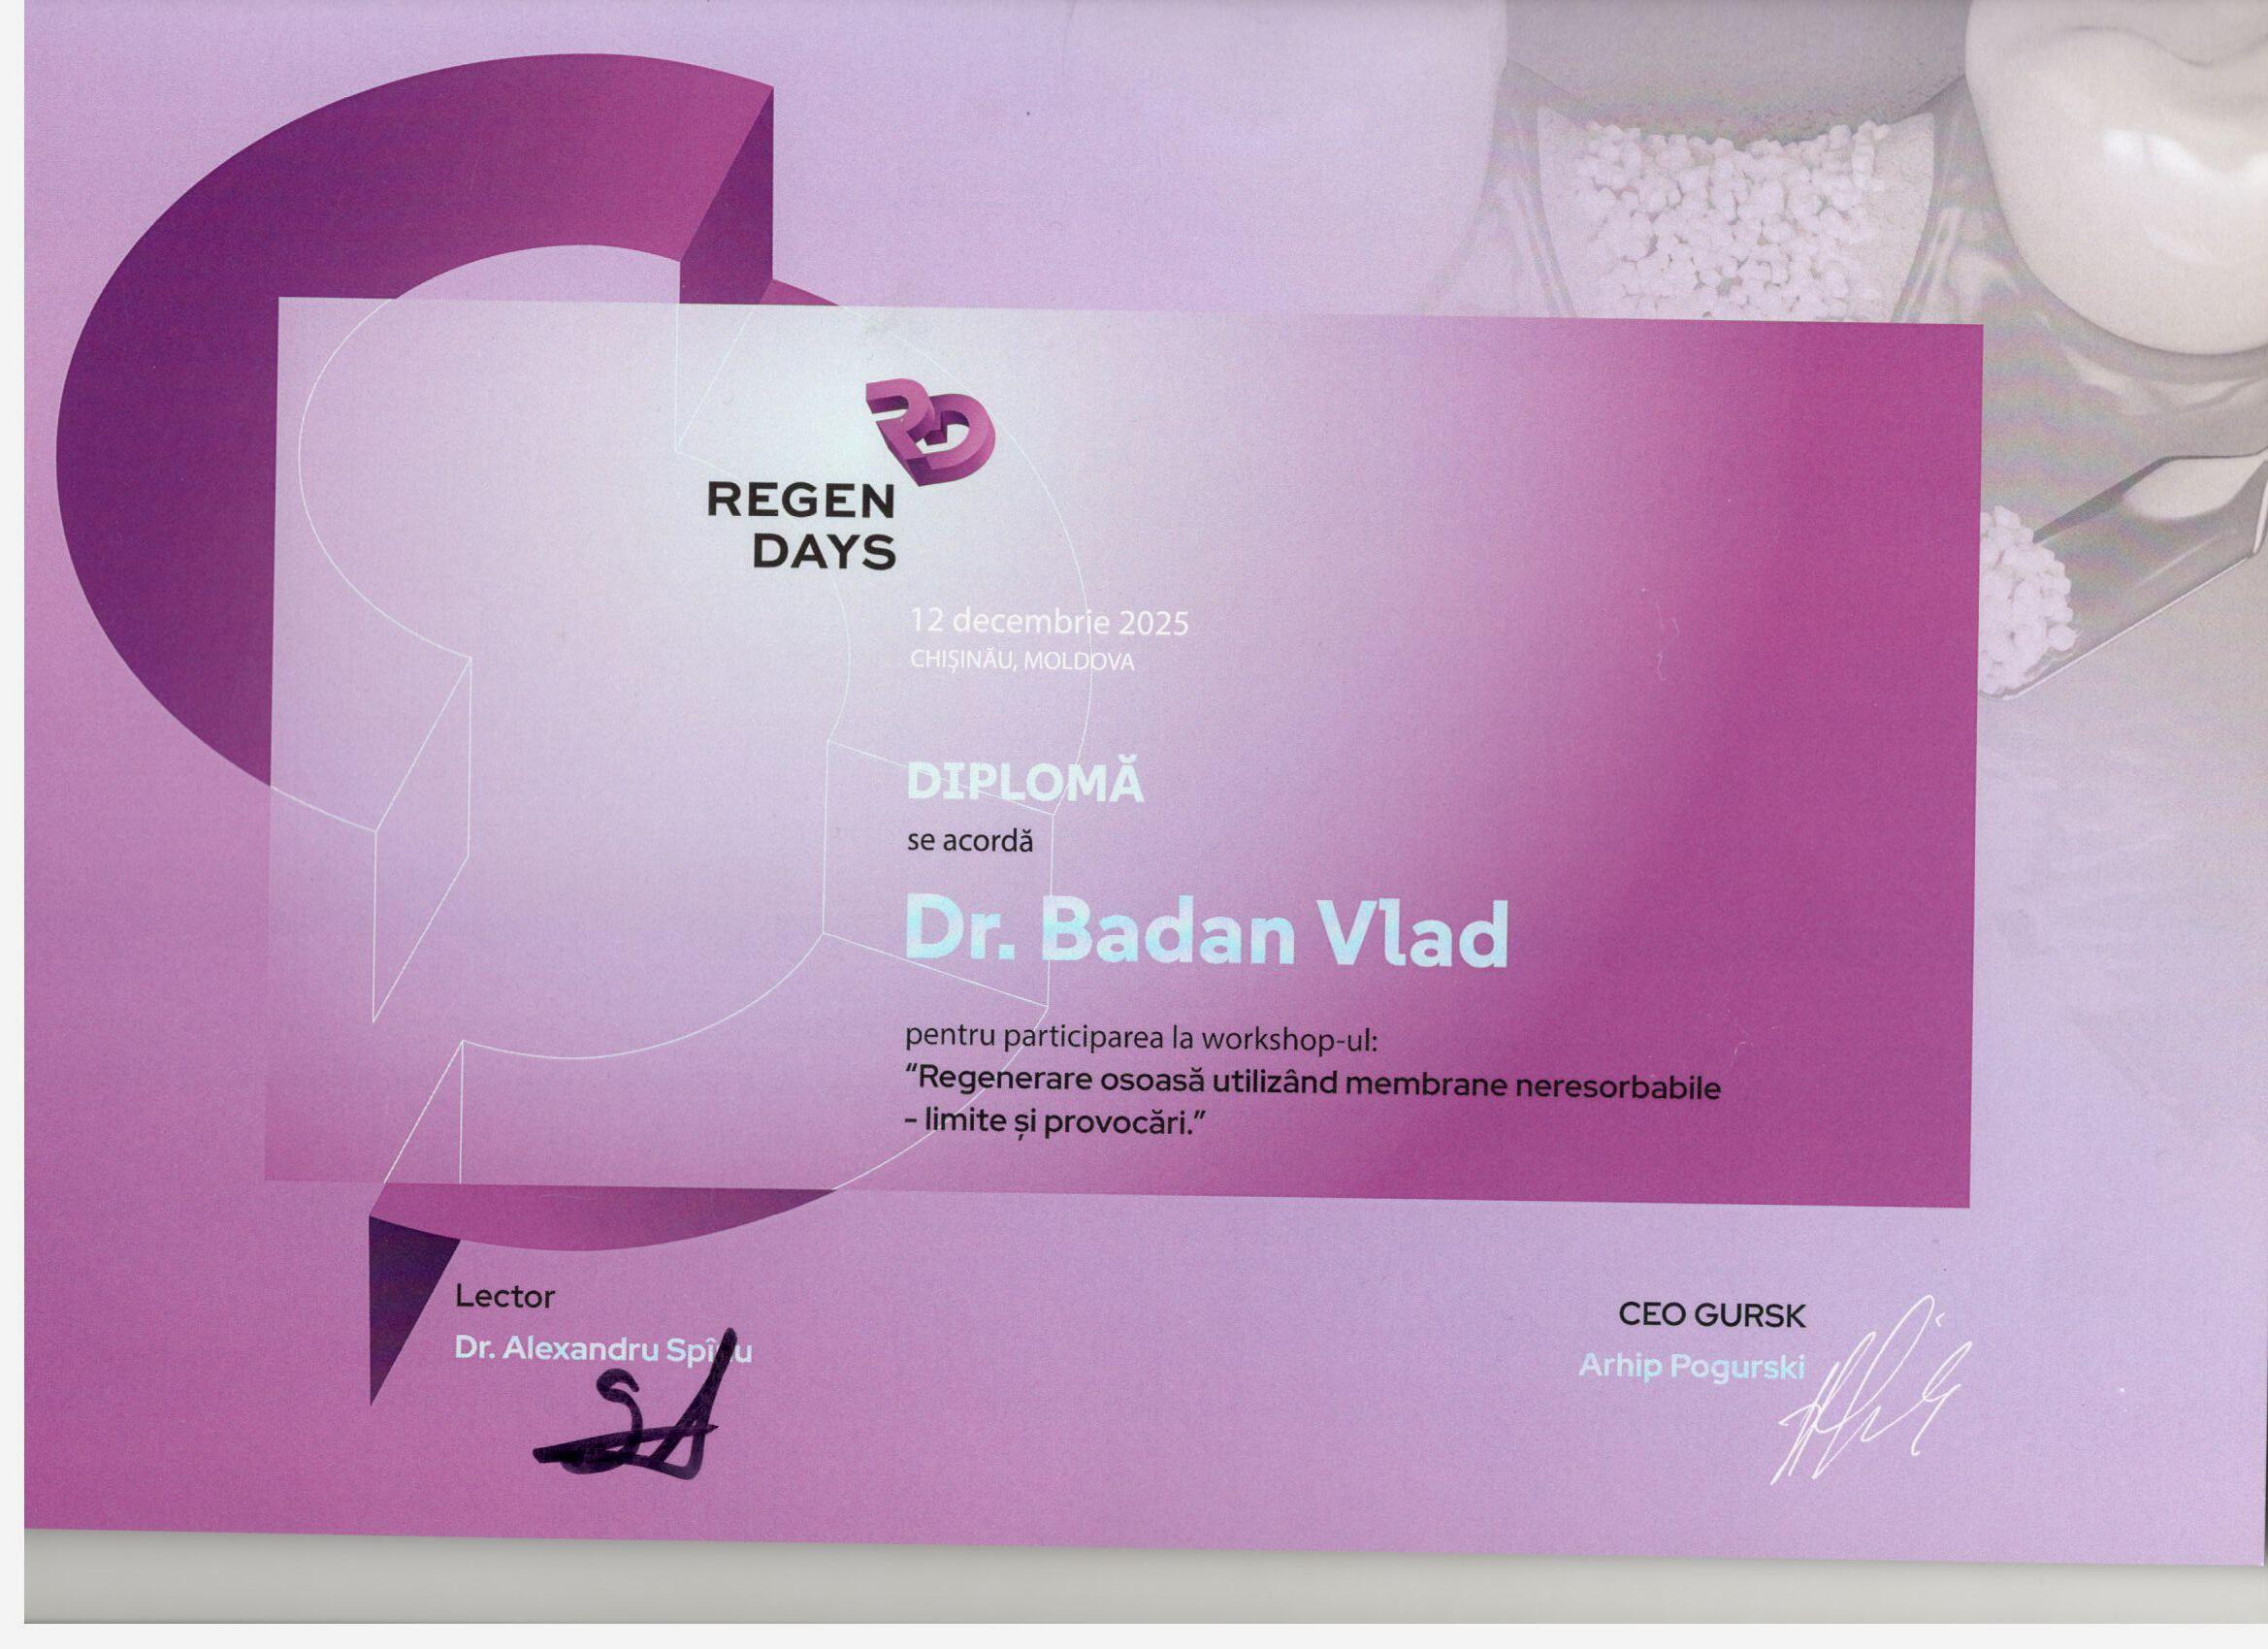 REGEN
DAYS
12 decembrie 2025
CHIȘINĂU, MOLDOVA
DIPLOMĂ
se acordă
Dr. Badan Vlad
pentru participarea la workshop-ul:
“Regenerare osoasă utilizând membrane neresorbabile
- limite și provocări.”
Lector
Dr. Alexandru
CEO GURSK
Arhip Pogurski